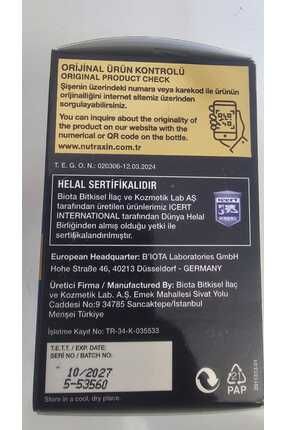 ORİJİNAL ÜRÜN KONTROLÜ
ORIGINAL PRODUCT CHECK
Şişenin üzerindeki numara veya karekod ile ürünün
orijinalliğini internet sitemiz üzerinden
sorgulayabilirsiniz.
You can inquire about the originality of
the product on our website with the
numerical or QR code on the bottle.
www.nutraxin.com.tr
T. E. G. O N. :020306-12.03.2024
HELAL SERTİFİKALIDIR
Biota Bitkisel İlaç ve Kozmetik Lab AŞ
tarafından üretilen ürünlerimiz ICERT
INTERNATIONAL tarafından Dünya Helal
Birliğinden almış olduğu yetki ile
sertifikalandırılmıştır.
ICERT
European Headquarter: B'IOTA Laboratories GmbH
Hohe Straße 46, 40213 Düsseldorf - GERMANY
Üretici Firma / Manufactured By: Biota Bitkisel İlaç
ve Kozmetik Lab. A.Ş. Emek Mahallesi Sivat Yolu
Caddesi No:9 34785 Sancaktepe/İstanbul
Menşei Türkiye
İşletme Kayıt No: TR-34-K-035533
T.E.T.T. / EXP. DATE:
SERİ NO / BATCH NO:
10/2027
5-53560
21
PAP
Store in a cool, dry place.